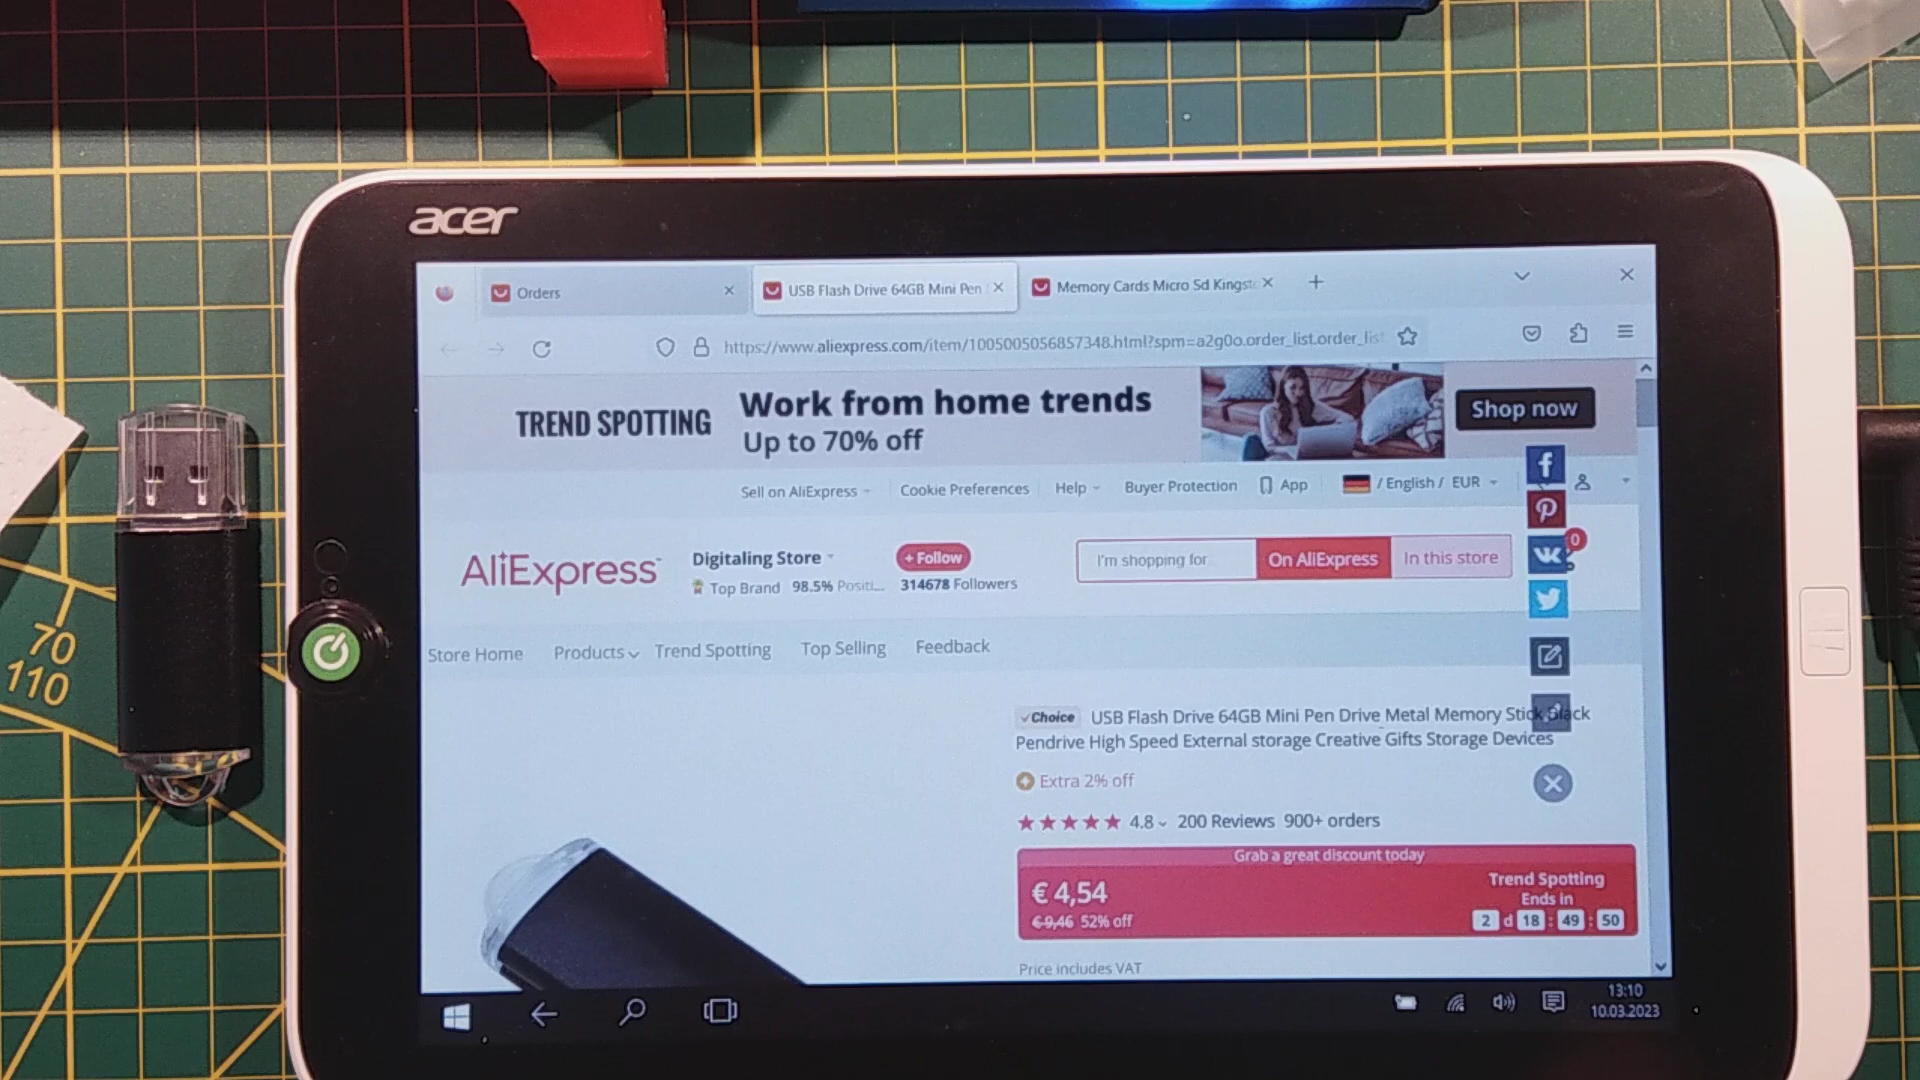 acer
Orders
USB Flash Drive 64GB Mini Pen
Memory Cards Micro Sd Kingst
https://www.aliexpress.com/item/1005005056857348.html?spm=a2g0o.order_list.order_lis
TREND SPOTTING
Work from home trends
Up to 70% off
Shop now
Sell on AliExpress
Cookie Preferences
Help
Buyer Protection
App
/ English / EUR
AliExpress
Digitaling Store
+ Follow
Top Brand 98.5% Positi...
314678 Followers
I'm shopping for
On AliExpress
In this store
0
Store Home
Products
Trend Spotting
Top Selling
Feedback
Choice USB Flash Drive 64GB Mini Pen Drive Metal Memory Stick Black
Pendrive High Speed External storage Creative Gifts Storage Devices
Extra 2% off
4.8 200 Reviews 900+ orders
Grab a great discount today
€ 4,54
€ 9,46 52% off
Trend Spotting
Ends in
2 d 18 : 49 : 50
Price includes VAT
13:10
10.03.2023
70
110